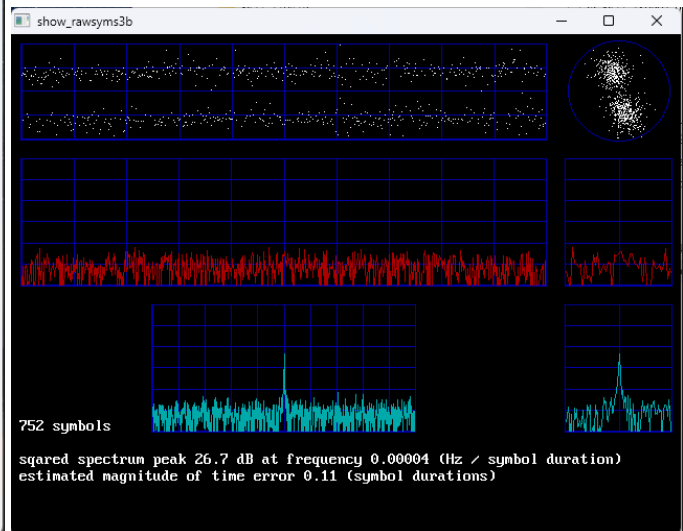 show_rawsyms3b
752 symbols
sqared spectrum peak 26.7 dB at frequency 0.00004 (Hz / symbol duration)
estimated magnitude of time error 0.11 (symbol durations)